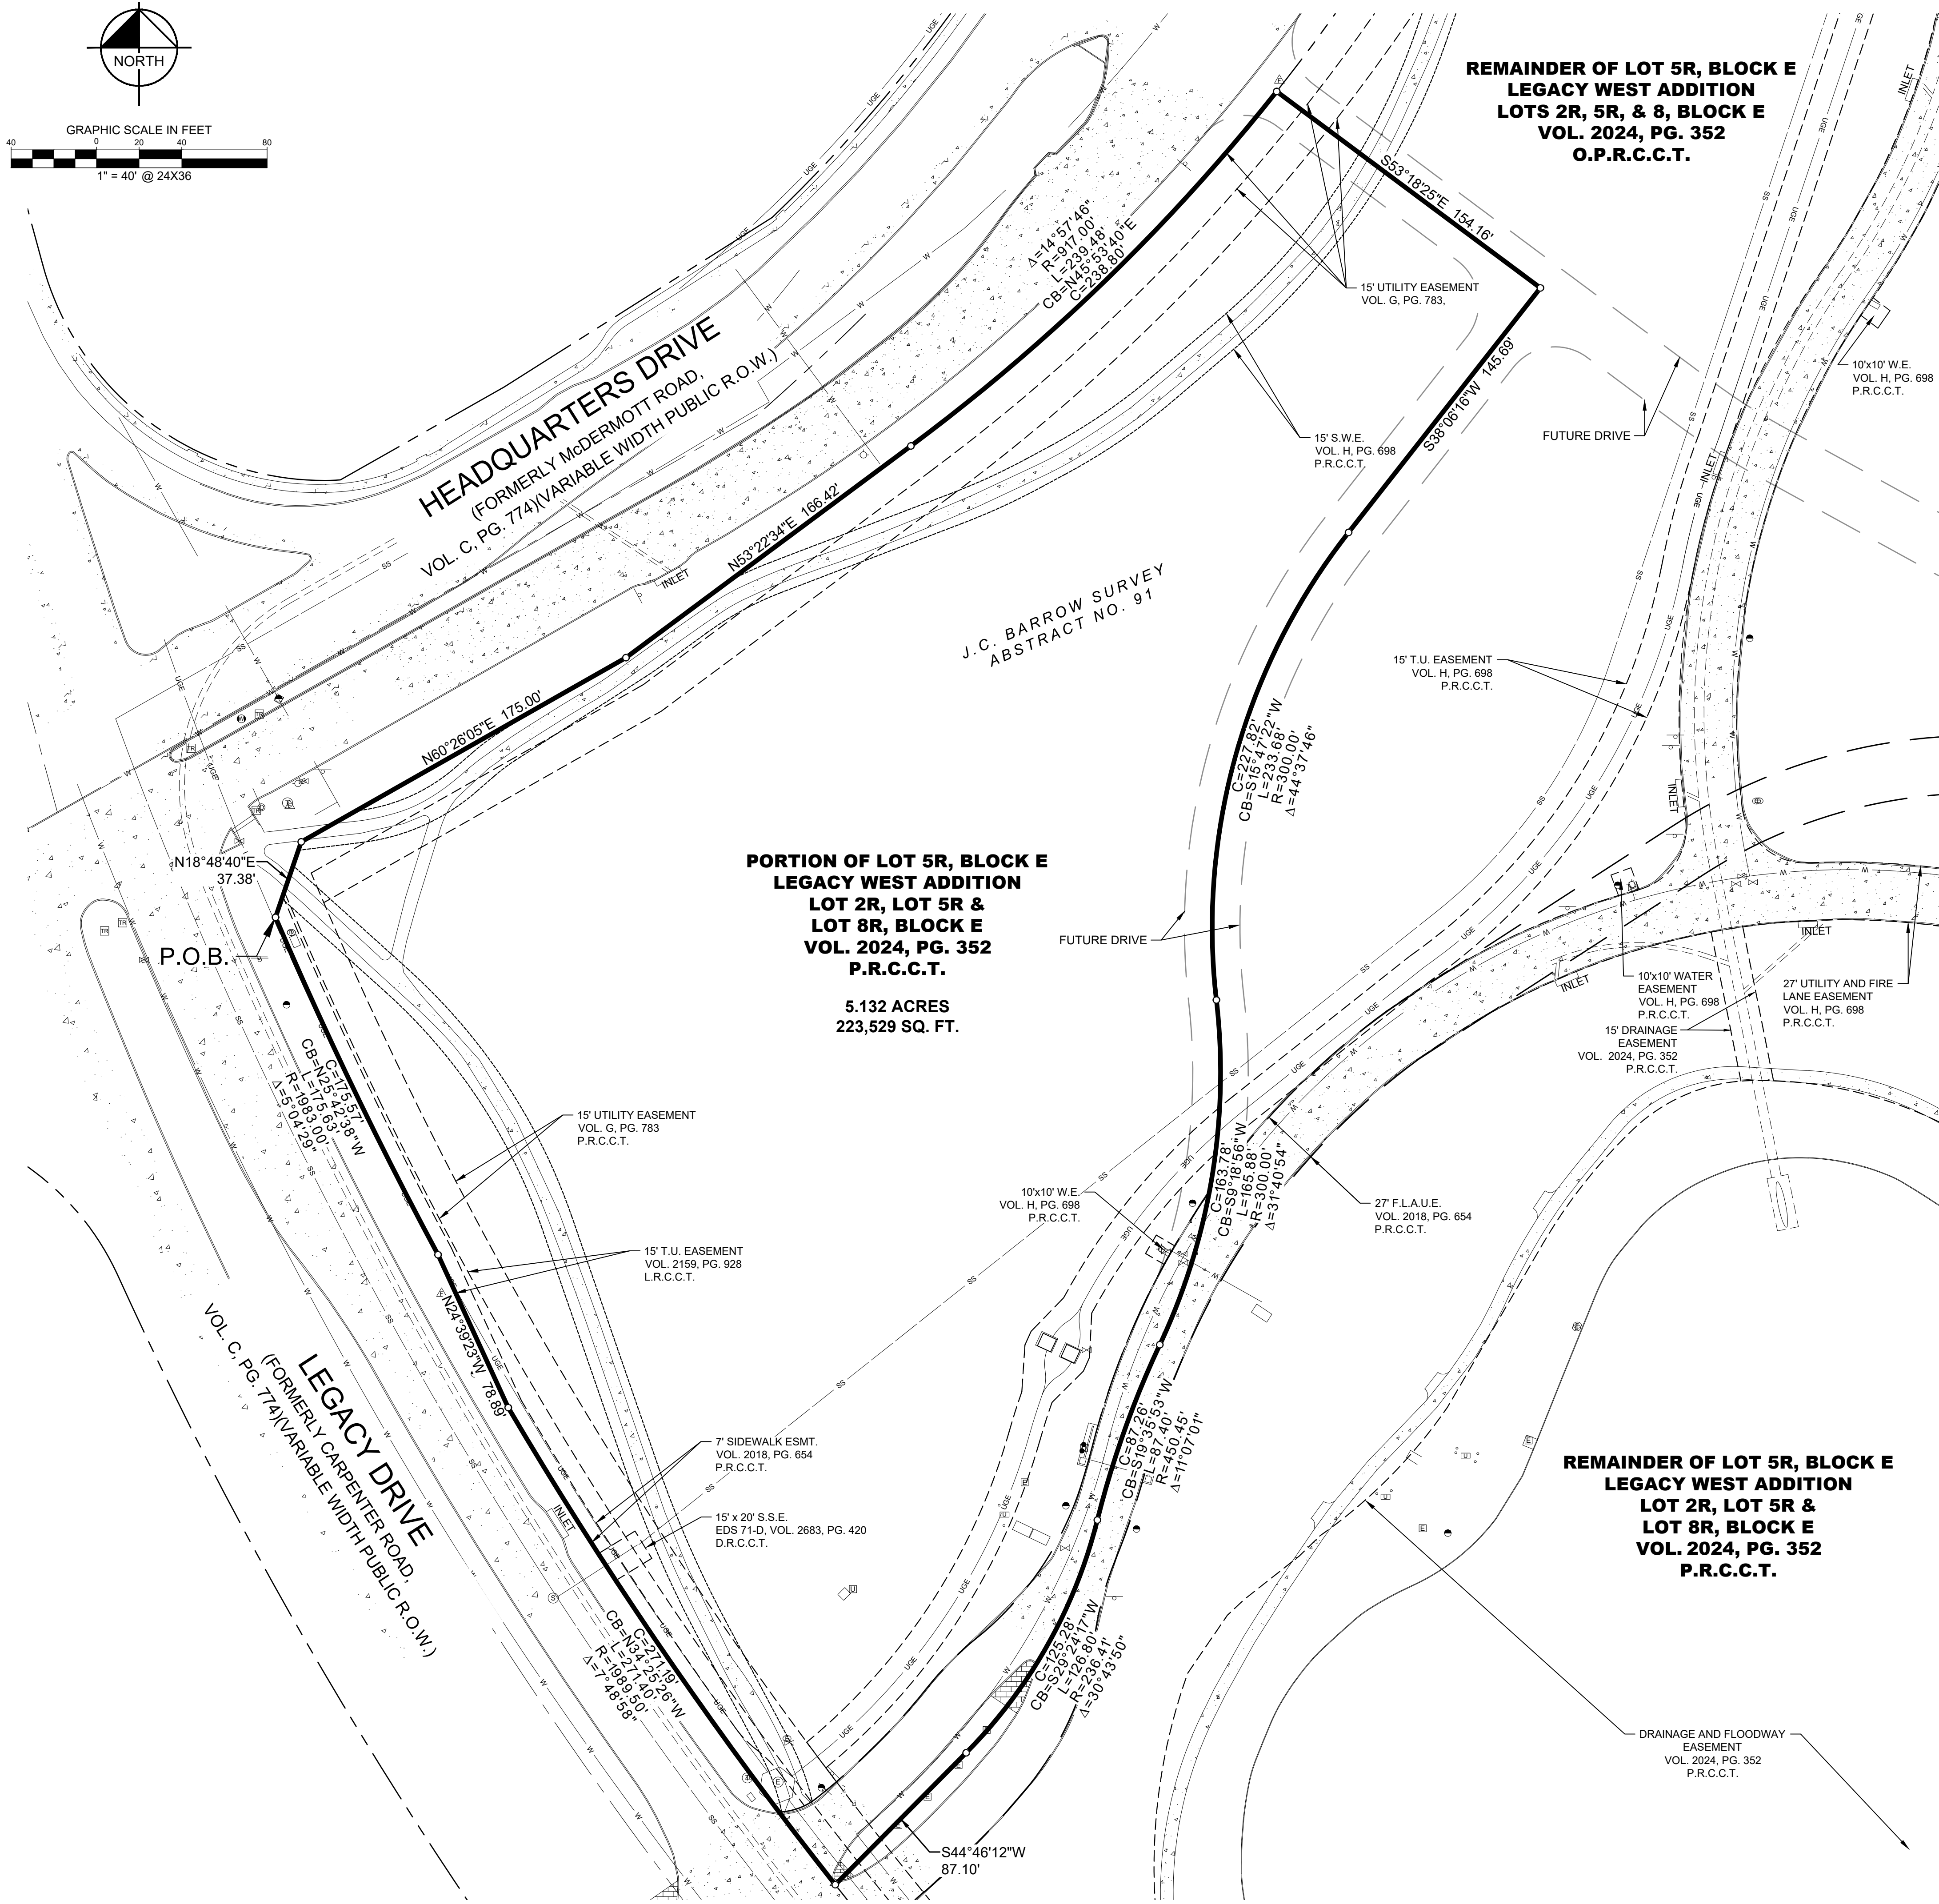 NORTH
GRAPHIC SCALE IN FEET
40 0 20 40 80
1" = 40' @ 24X36
REMAINDER OF LOT 5R, BLOCK E
LEGACY WEST ADDITION
LOTS 2R, 5R, & 8, BLOCK E
VOL. 2024, PG. 352
O.P.R.C.C.T.
S53°18'25"E 154.16'
Δ=14°57'46"
R=917.00'
L=239.48'
CB=N45°53'40"E
C=238.80'
15' UTILITY EASEMENT
VOL. G, PG. 783,
HEADQUARTERS DRIVE
(FORMERLY McDERMOTT ROAD,
VOL. C, PG. 774)(VARIABLE WIDTH PUBLIC R.O.W.)
S38°06'16"W 145.69'
10'x10' W.E.
VOL. H, PG. 698
P.R.C.C.T.
FUTURE DRIVE
15' S.W.E.
VOL. H, PG. 698
P.R.C.C.T.
N53°22'34"E 166.42'
INLET
INLET
INLET
J.C. BARROW SURVEY
ABSTRACT NO. 91
15' T.U. EASEMENT
VOL. H, PG. 698
P.R.C.C.T.
N60°26'05"E 175.00'
C=227.82'
CB=S15°47'22"W
L=233.68'
R=300.00'
Δ=44°37'46"
INLET
N18°48'40"E
37.38'
P.O.B.
PORTION OF LOT 5R, BLOCK E
LEGACY WEST ADDITION
LOT 2R, LOT 5R &
LOT 8R, BLOCK E
VOL. 2024, PG. 352
P.R.C.C.T.
5.132 ACRES
223,529 SQ. FT.
FUTURE DRIVE
INLET
INLET
10'x10' WATER
EASEMENT
VOL. H, PG. 698
P.R.C.C.T.
27' UTILITY AND FIRE
LANE EASEMENT
VOL. H, PG. 698
P.R.C.C.T.
15' DRAINAGE
EASEMENT
VOL. 2024, PG. 352
P.R.C.C.T.
C=175.57'
CB=N25°42'38"W
L=175.63'
R=1983.00'
Δ=5°04'29"
15' UTILITY EASEMENT
VOL. G, PG. 783
P.R.C.C.T.
C=163.78'
CB=S9°18'56"W
L=165.88'
R=300.00'
Δ=31°40'54"
10'x10' W.E.
VOL. H, PG. 698
P.R.C.C.T.
27' F.L.A.U.E.
VOL. 2018, PG. 654
P.R.C.C.T.
15' T.U. EASEMENT
VOL. 2159, PG. 928
L.R.C.C.T.
N24°39'23"W 78.89'
LEGACY DRIVE
(FORMERLY CARPENTER ROAD,
VOL. C, PG. 774)(VARIABLE WIDTH PUBLIC R.O.W.)
C=87.26'
CB=S19°35'53"W
L=87.40'
R=450.45'
Δ=11°07'01"
7' SIDEWALK ESMT.
VOL. 2018, PG. 654
P.R.C.C.T.
15' x 20' S.S.E.
EDS 71-D, VOL. 2683, PG. 420
D.R.C.C.T.
INLET
REMAINDER OF LOT 5R, BLOCK E
LEGACY WEST ADDITION
LOT 2R, LOT 5R &
LOT 8R, BLOCK E
VOL. 2024, PG. 352
P.R.C.C.T.
C=271.19'
CB=N34°25'26"W
L=271.40'
R=1989.50'
Δ=7°48'58"
C=125.28'
CB=S29°24'17"W
L=126.80'
R=236.41'
Δ=30°43'50"
DRAINAGE AND FLOODWAY
EASEMENT
VOL. 2024, PG. 352
P.R.C.C.T.
S44°46'12"W
87.10'